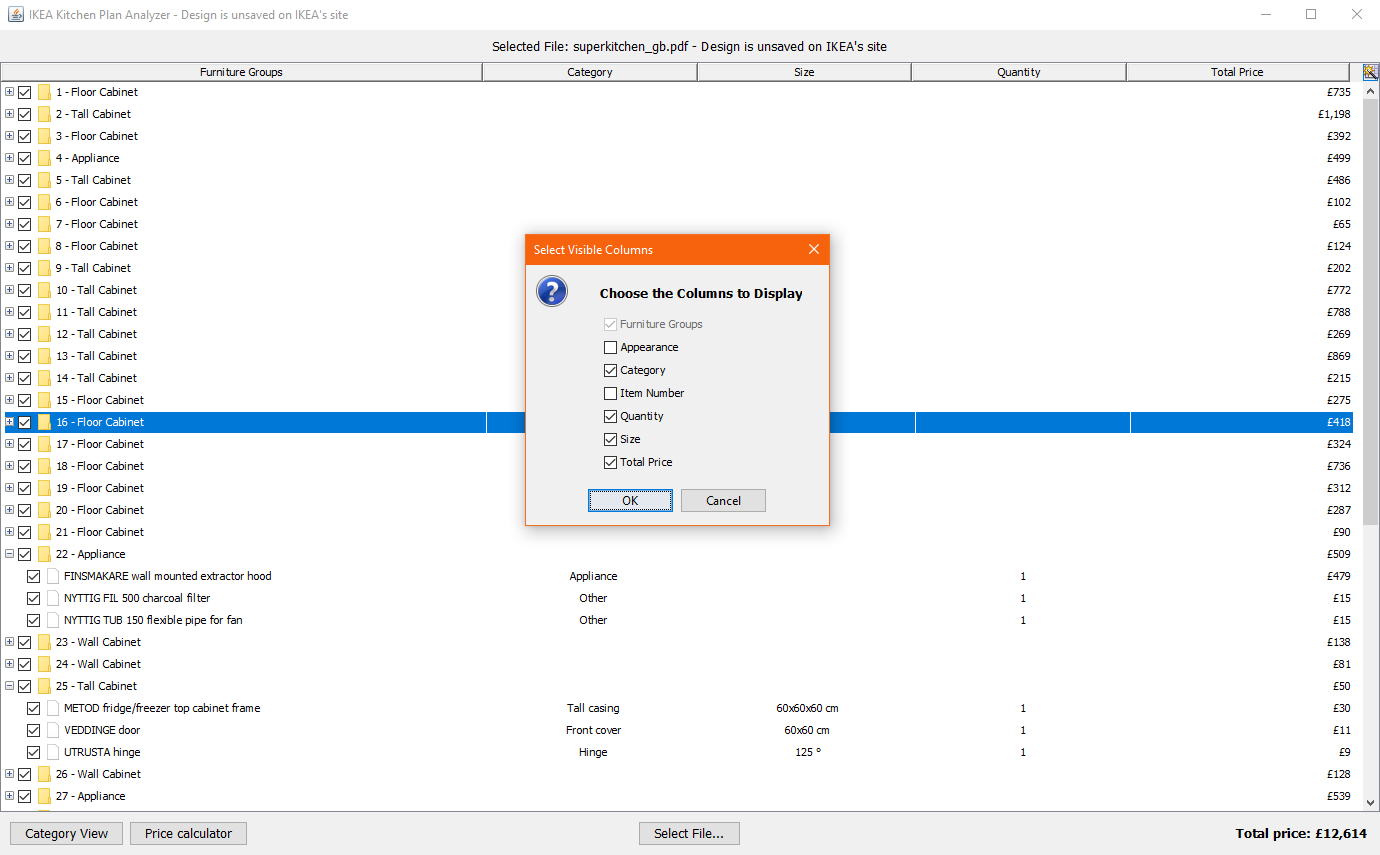 IKEA Kitchen Plan Analyzer - Design is unsaved on IKEA's site
Selected File: superkitchen_gb.pdf - Design is unsaved on IKEA's site
Furniture Groups Category Size Quantity Total Price
1 - Floor Cabinet £735
2 - Tall Cabinet £1,198
3 - Floor Cabinet £392
4 - Appliance £499
5 - Tall Cabinet £486
6 - Floor Cabinet £102
7 - Floor Cabinet £65
8 - Floor Cabinet £124
9 - Tall Cabinet £202
10 - Tall Cabinet £772
11 - Tall Cabinet £788
12 - Tall Cabinet £269
13 - Tall Cabinet £869
14 - Tall Cabinet £215
15 - Floor Cabinet £275
16 - Floor Cabinet £418
17 - Floor Cabinet £324
18 - Floor Cabinet £736
19 - Floor Cabinet £312
20 - Floor Cabinet £287
21 - Floor Cabinet £90
22 - Appliance £509
FINSMAKARE wall mounted extractor hood Appliance 1 £479
NYTTIG FIL 500 charcoal filter Other 1 £15
NYTTIG TUB 150 flexible pipe for fan Other 1 £15
23 - Wall Cabinet £138
24 - Wall Cabinet £81
25 - Tall Cabinet £50
METOD fridge/freezer top cabinet frame Tall casing 60x60x60 cm 1 £30
VEDDINGE door Front cover 60x60 cm 1 £11
UTRUSTA hinge Hinge 125 º 1 £9
26 - Wall Cabinet £128
27 - Appliance £539
Select Visible Columns
?
Choose the Columns to Display
Furniture Groups
Appearance
Category
Item Number
Quantity
Size
Total Price
OK Cancel
Category View Price calculator Select File... Total price: £12,614